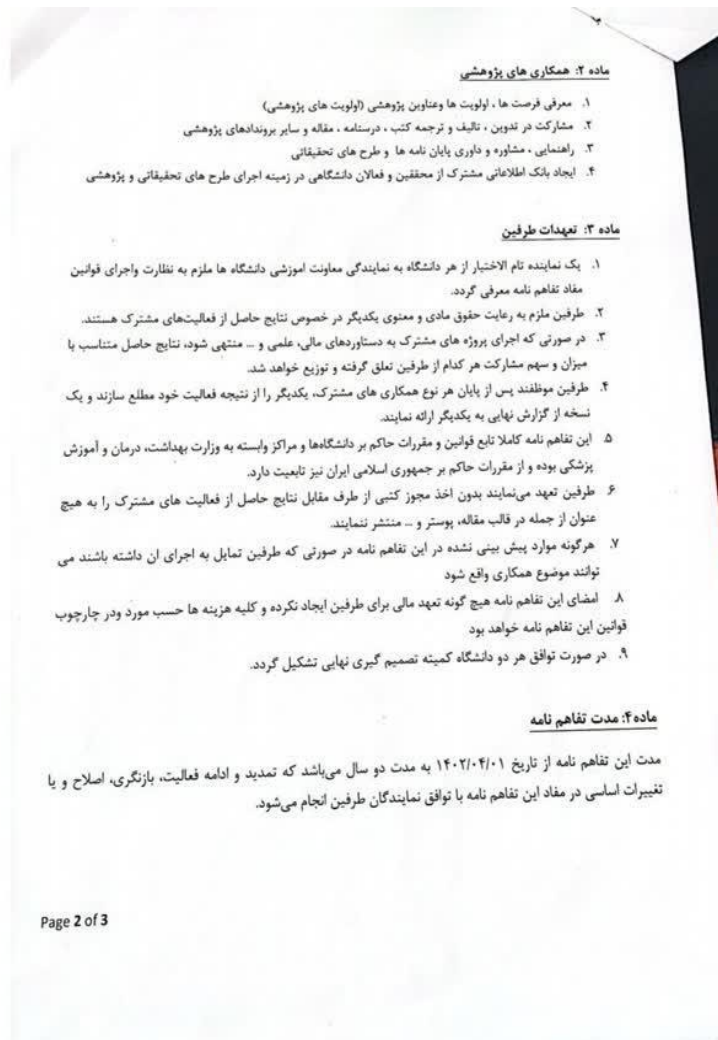 ماده ۲: همکاری های پژوهشی
۱. معرفی فرصت ها ، اولویت ها وعناوین پژوهشی (اولویت های پژوهشی)
۲. مشارکت در تدوین ، تالیف و ترجمه کتب ، درسنامه ، مقاله و سایر بروندادهای پژوهشی
۳. راهنمایی ، مشاوره و داوری پایان نامه ها و طرح های تحقیقاتی
۴. ایجاد بانک اطلاعاتی مشترک از محققین و فعالان دانشگاهی در زمینه اجرای طرح های تحقیقاتی و پژوهشی
ماده ۳: تعهدات طرفین
۱. یک نماینده تام الاختیار از هر دانشگاه به نمایندگی معاونت اموزشی دانشگاه ها ملزم به نظارت واجرای قوانین
مفاد تفاهم نامه معرفی گردد.
۲. طرفین ملزم به رعایت حقوق مادی و معنوی یکدیگر در خصوص نتایج حاصل از فعالیت‌های مشترک هستند.
۳. در صورتی که اجرای پروژه های مشترک به دستاوردهای مالی، علمی و ... منتهی شود، نتایج حاصل متناسب با
میزان و سهم مشارکت هر کدام از طرفین تعلق گرفته و توزیع خواهد شد.
۴. طرفین موظفند پس از پایان هر نوع همکاری های مشترک، یکدیگر را از نتیجه فعالیت خود مطلع سازند و یک
نسخه از گزارش نهایی به یکدیگر ارائه نمایند.
۵. این تفاهم نامه کاملا تابع قوانین و مقررات حاکم بر دانشگاه‌ها و مراکز وابسته به وزارت بهداشت، درمان و آموزش
پزشکی بوده و از مقررات حاکم بر جمهوری اسلامی ایران نیز تابعیت دارد.
۶. طرفین تعهد می‌نمایند بدون اخذ مجوز کتبی از طرف مقابل نتایج حاصل از فعالیت های مشترک را به هیچ
عنوان از جمله در قالب مقاله، پوستر و ... منتشر ننمایند.
۷. هرگونه موارد پیش بینی نشده در این تفاهم نامه در صورتی که طرفین تمایل به اجرای ان داشته باشند می
توانند موضوع همکاری واقع شود
۸. امضای این تفاهم نامه هیچ گونه تعهد مالی برای طرفین ایجاد نکرده و کلیه هزینه ها حسب مورد ودر چارچوب
قوانین این تفاهم نامه خواهد بود
۹. در صورت توافق هر دو دانشگاه کمیته تصمیم گیری نهایی تشکیل گردد.
ماده۴: مدت تفاهم نامه
مدت این تفاهم نامه از تاریخ ۱۴۰۲/۰۴/۰۱ به مدت دو سال می‌باشد که تمدید و ادامه فعالیت، بازنگری، اصلاح و یا
تغییرات اساسی در مفاد این تفاهم نامه با توافق نمایندگان طرفین انجام می‌شود.
Page 2 of 3